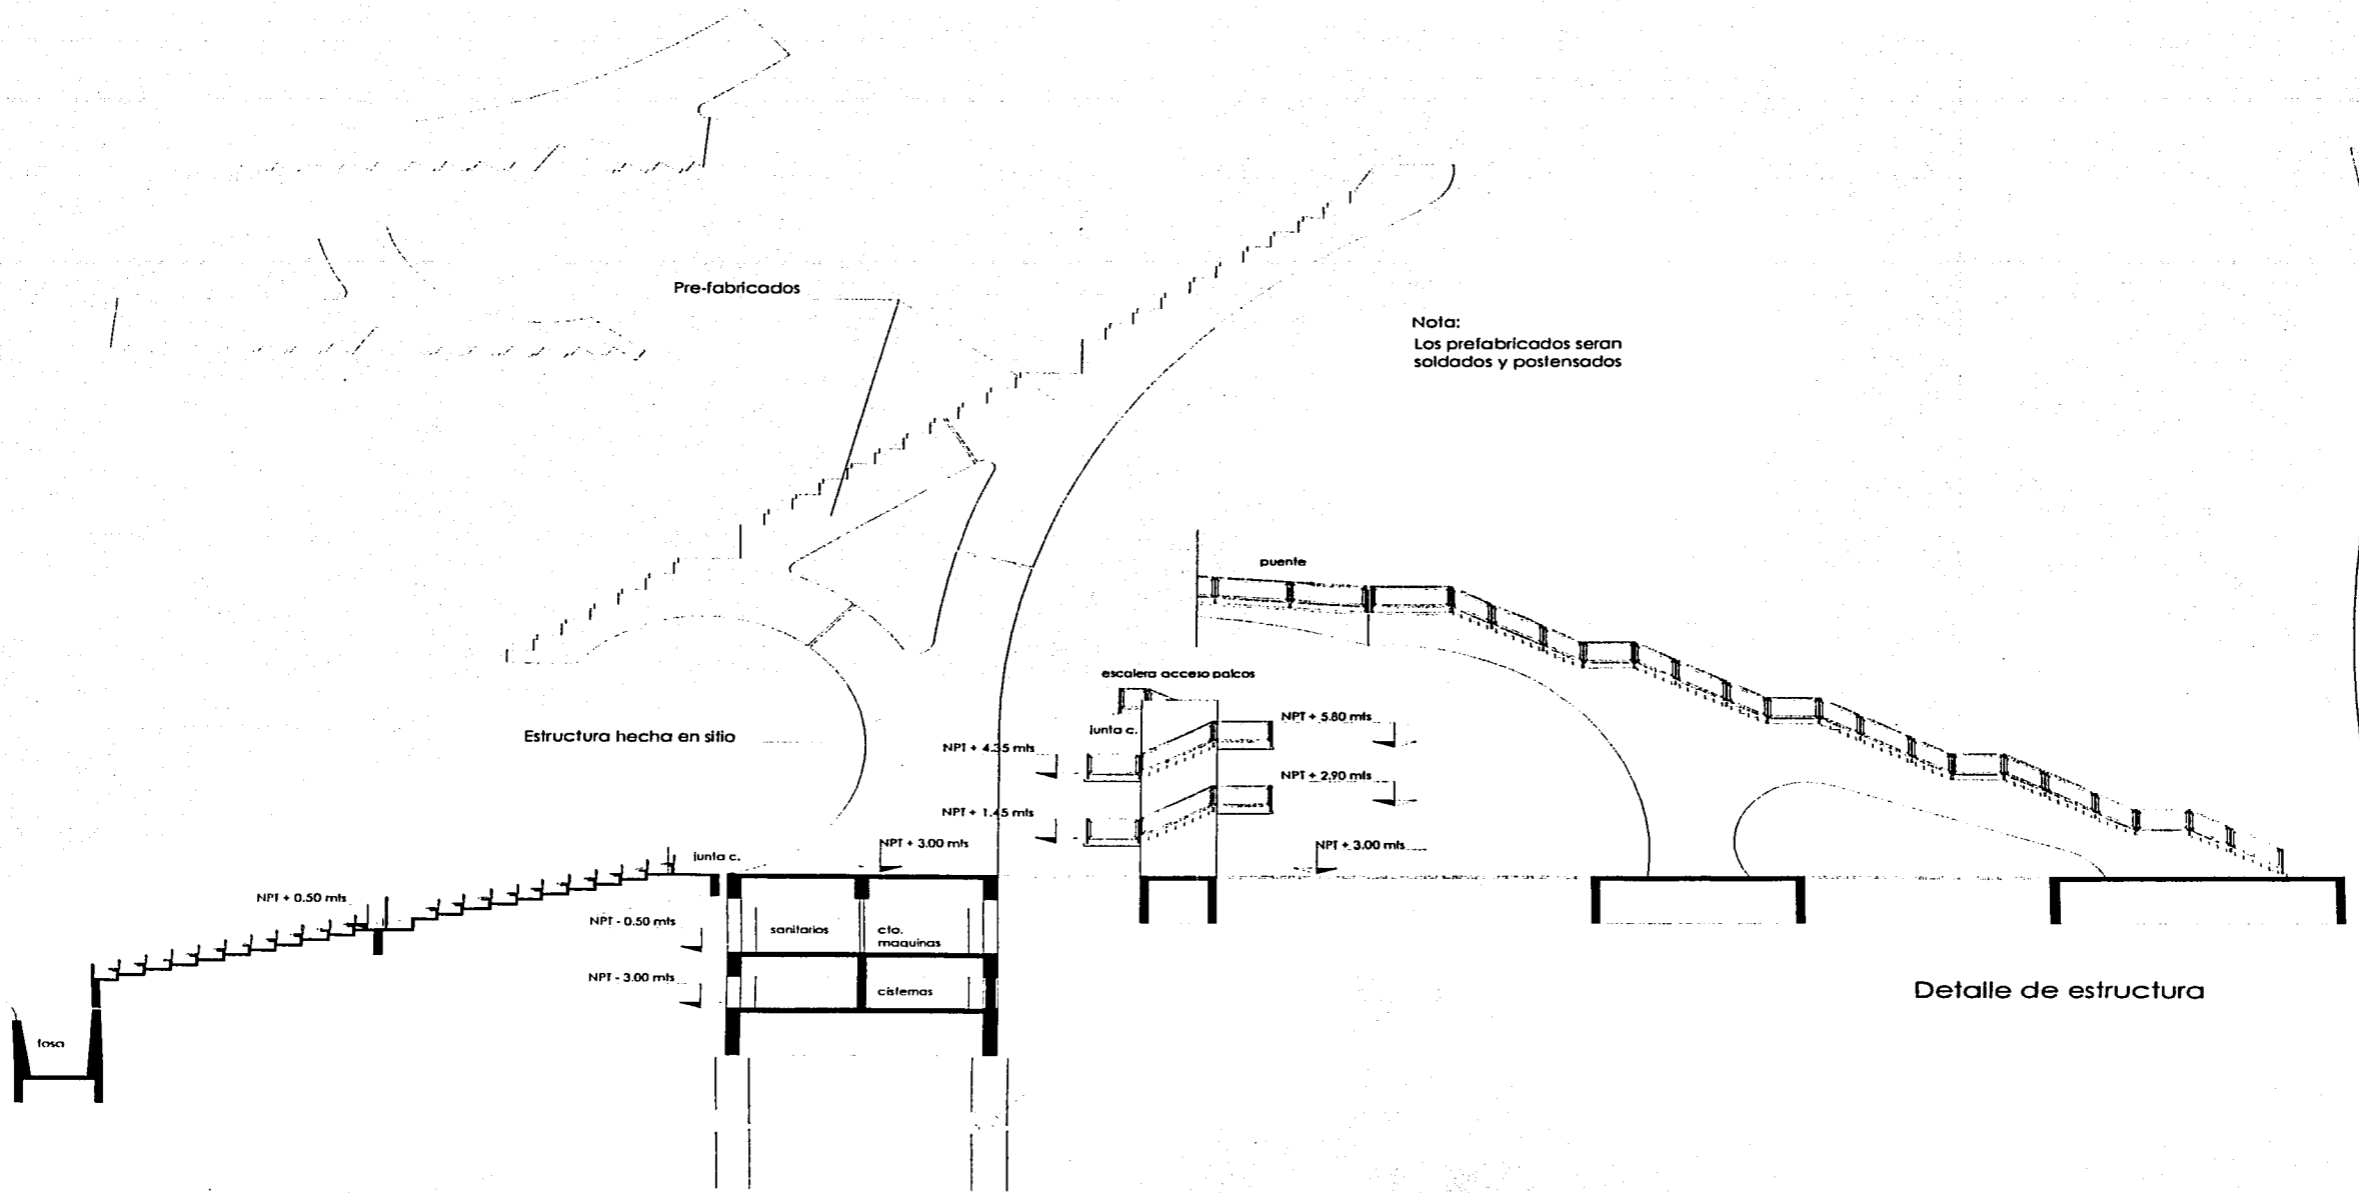 Pre-fabricados
Nota:
Los prefabricados seran
soldados y postensados
puente
escalera acceso palcos
junta c.
NPT + 5.80 mts
Estructura hecha en sitio
NPT + 4.35 mts
NPT + 2.90 mts
NPT + 1.45 mts
NPT + 3.00 mts
NPT + 3.00 mts
junta c.
NPT + 0.50 mts
NPT - 0.50 mts
sanitarios
cto.
maquinas
NPT - 3.00 mts
cisternas
Detalle de estructura
fosa